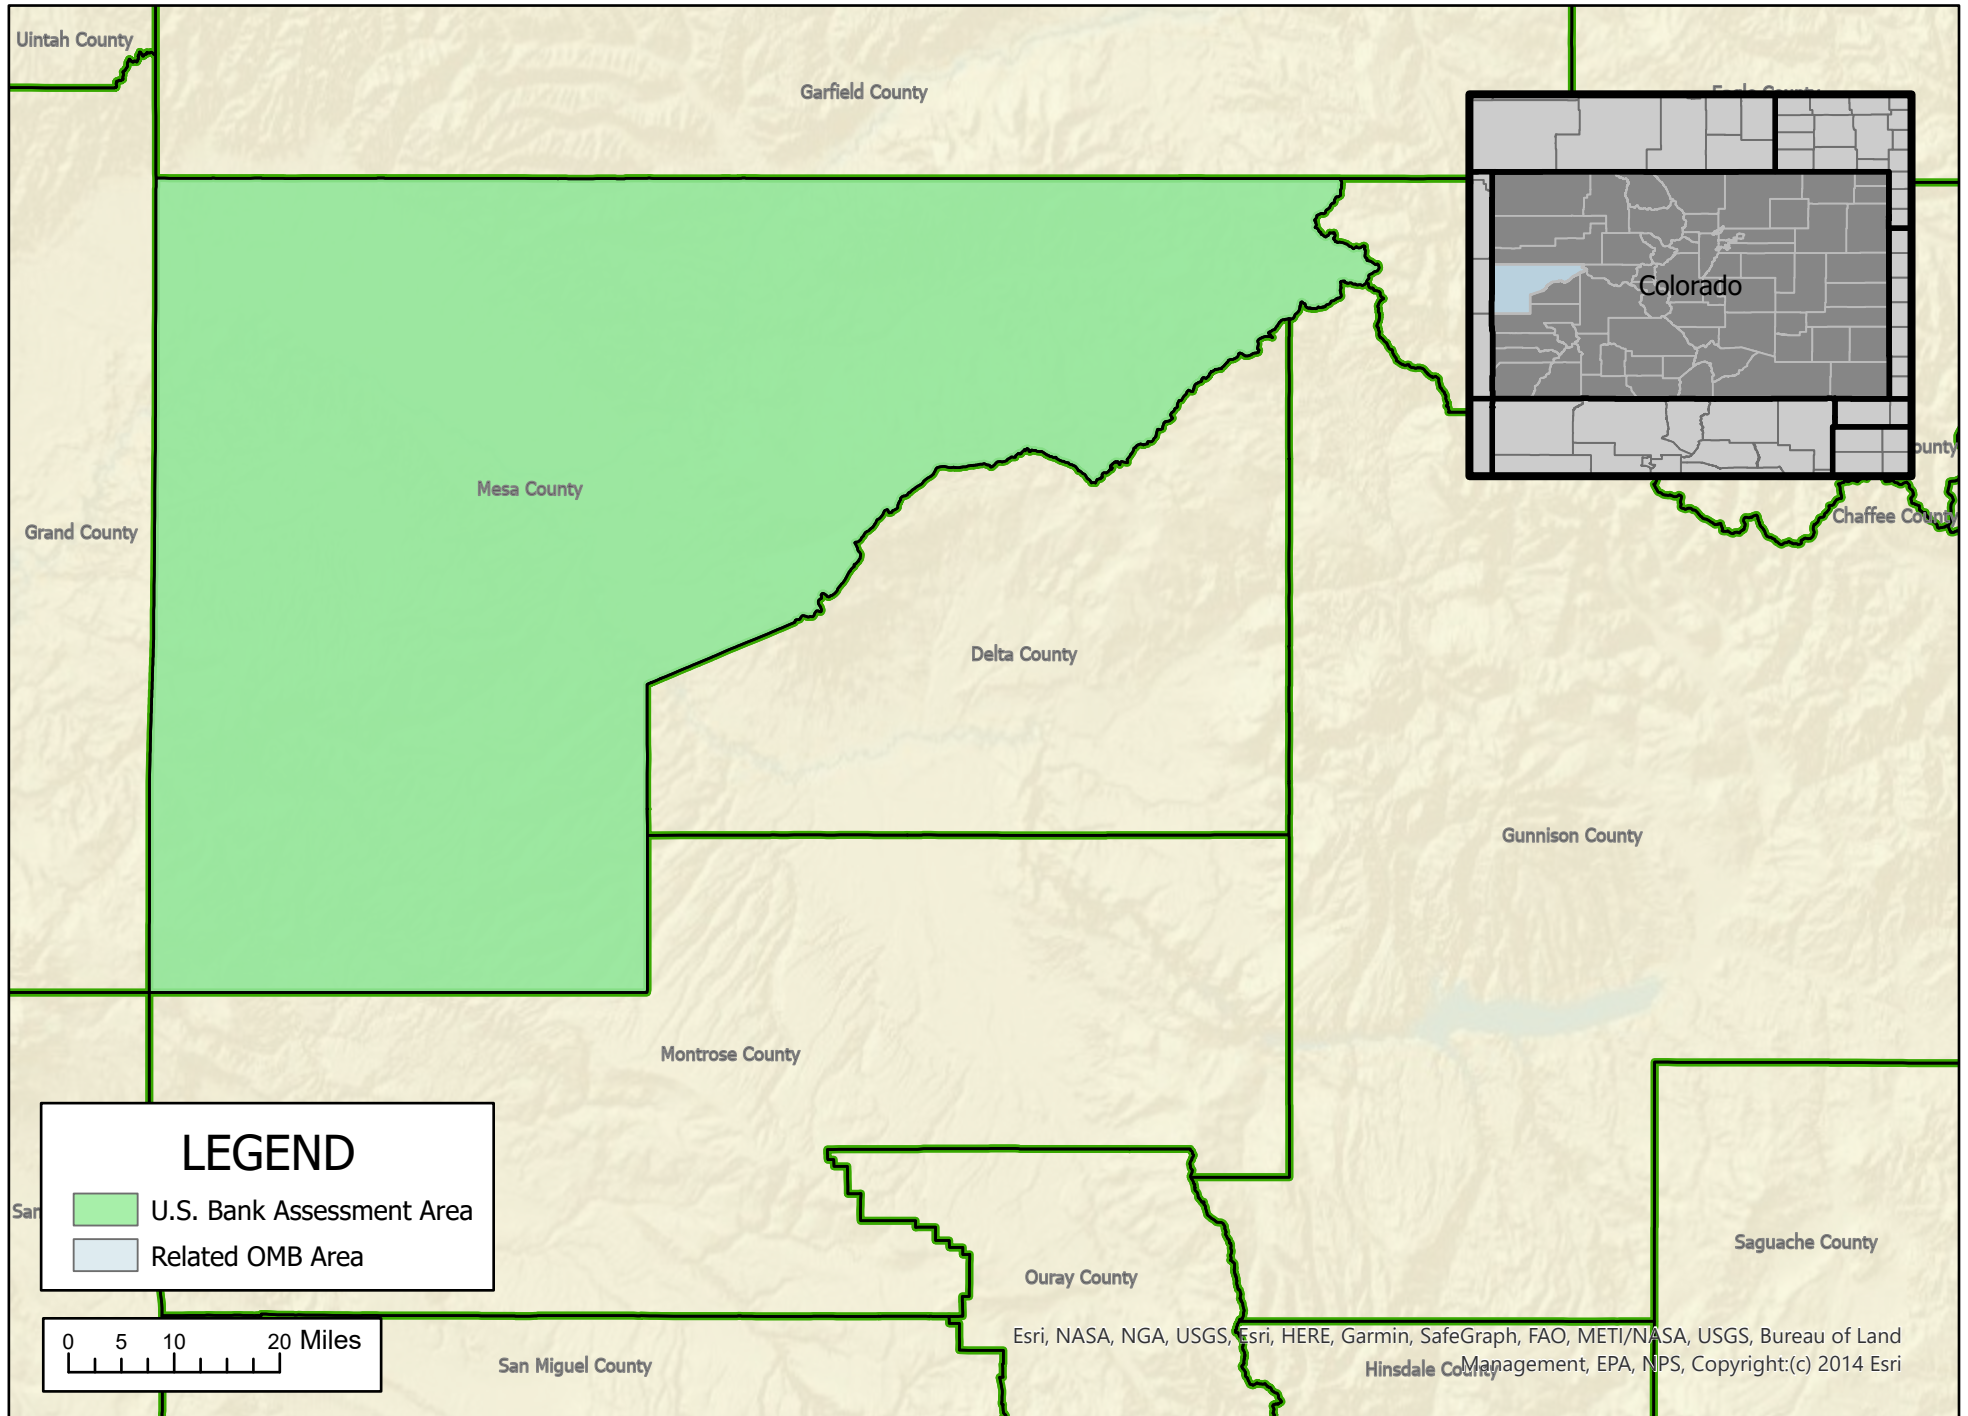 Uintah County
Garfield County
Colorado
Mesa County
Grand County
Chaffee County
Delta County
Gunnison County
Montrose County
LEGEND
U.S. Bank Assessment Area
Related OMB Area
Saguache County
Ouray County
0 5 10 20 Miles
Esri, NASA, NGA, USGS, Esri, HERE, Garmin, SafeGraph, FAO, METI/NASA, USGS, Bureau of Land
Management, EPA, NPS, Copyright:(c) 2014 Esri
San Miguel County
Hinsdale County